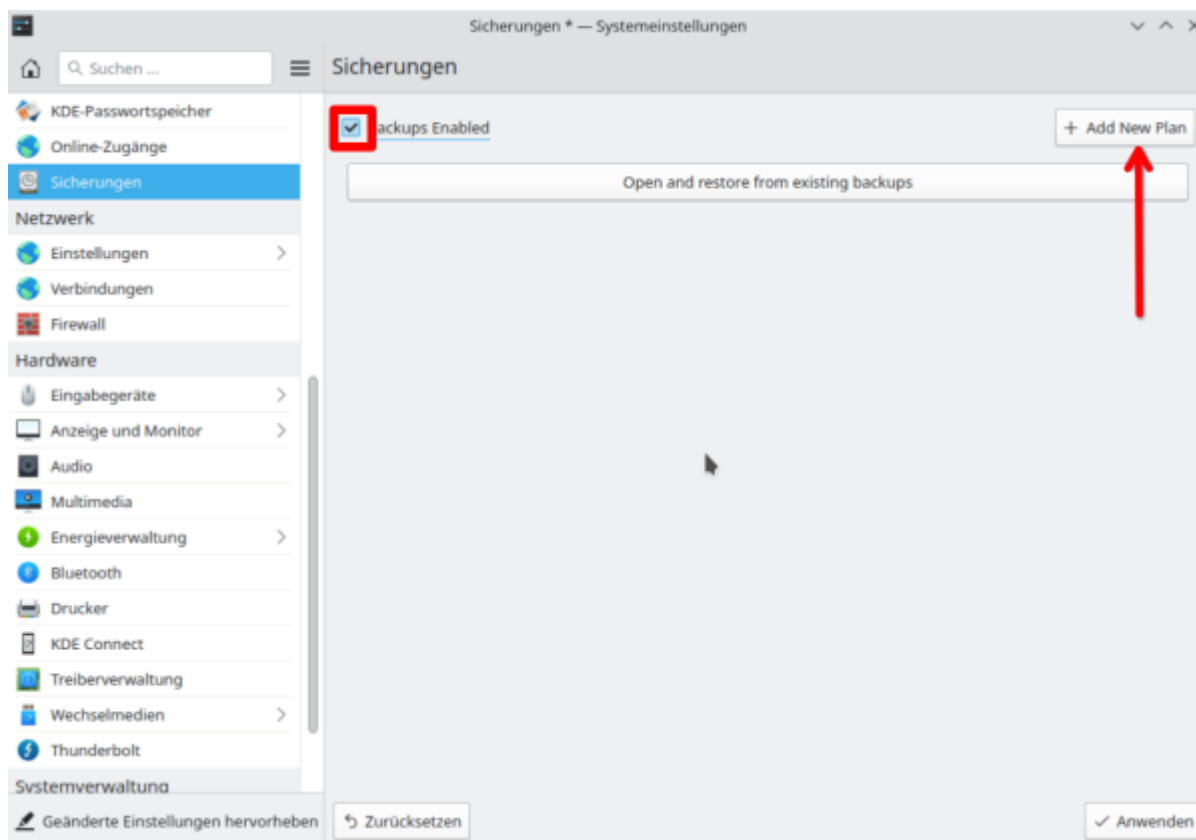 Sicherungen * — Systemeinstellungen
Suchen ...
Sicherungen
KDE-Passwortspeicher
Online-Zugänge
Sicherungen
Netzwerk
Einstellungen
Verbindungen
Firewall
Hardware
Eingabegeräte
Anzeige und Monitor
Audio
Multimedia
Energieverwaltung
Bluetooth
Drucker
KDE Connect
Treiberverwaltung
Wechselmedien
Thunderbolt
Systemverwaltung
Geänderte Einstellungen hervorheben
ackups Enabled
+ Add New Plan
Open and restore from existing backups
Zurücksetzen
Anwenden